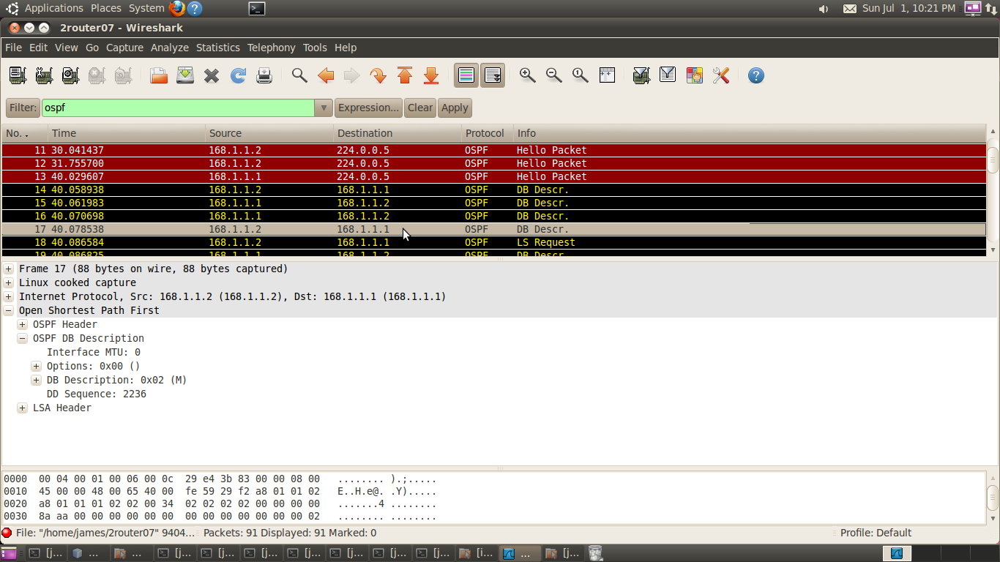 Applications Places System Sun Jul 1, 10:21 PM
2router07 - Wireshark
File Edit View Go Capture Analyze Statistics Telephony Tools Help
Filter: ospf Expression... Clear Apply
No. Time Source Destination Protocol Info
11 30.041437 168.1.1.2 224.0.0.5 OSPF Hello Packet
12 31.755700 168.1.1.2 224.0.0.5 OSPF Hello Packet
13 40.029607 168.1.1.1 224.0.0.5 OSPF Hello Packet
14 40.058938 168.1.1.2 168.1.1.1 OSPF DB Descr.
15 40.061983 168.1.1.1 168.1.1.2 OSPF DB Descr.
16 40.070698 168.1.1.1 168.1.1.2 OSPF DB Descr.
17 40.078538 168.1.1.2 168.1.1.1 OSPF DB Descr.
18 40.086584 168.1.1.2 168.1.1.1 OSPF LS Request
19 40.086825 168.1.1.1 168.1.1.2 OSPF DB Descr.
Frame 17 (88 bytes on wire, 88 bytes captured)
Linux cooked capture
Internet Protocol, Src: 168.1.1.2 (168.1.1.2), Dst: 168.1.1.1 (168.1.1.1)
Open Shortest Path First
OSPF Header
OSPF DB Description
Interface MTU: 0
Options: 0x00 ()
DB Description: 0x02 (M)
DD Sequence: 2236
LSA Header
0000 00 04 00 01 00 06 00 0c 29 e4 3b 83 00 00 08 00 ........ ).;.....
0010 45 00 00 48 00 65 40 00 fe 59 29 f2 a8 01 01 02 E..H.e@. .Y).....
0020 a8 01 01 01 02 02 00 34 02 02 02 02 00 00 00 00 .......4 ........
0030 8a aa 00 00 00 00 00 00 00 00 00 00 00 00 00 02 ........ ........
File: "/home/james/2router07" 9404... Packets: 91 Displayed: 91 Marked: 0 Profile: Default
[j... ... ... [j... [j... [j... [j... [j... [j... [j... [i... ... [j...